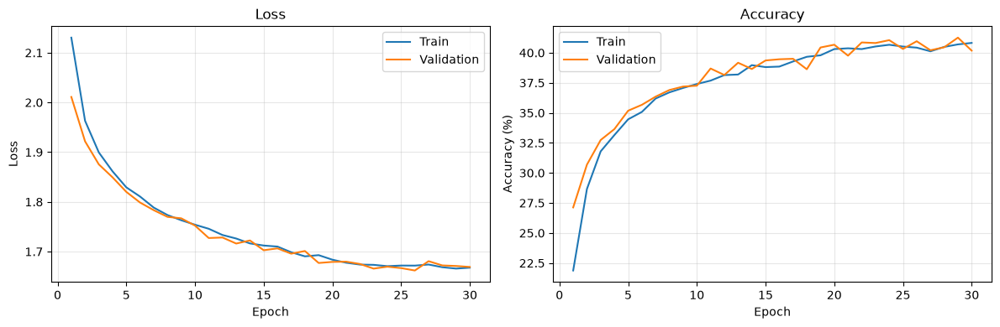 Loss
Train
Validation
2.1
2.0
1.9
1.8
1.7
Loss
0 5 10 15 20 25 30
Epoch
Accuracy
Train
Validation
40.0
37.5
35.0
32.5
30.0
27.5
25.0
22.5
Accuracy (%)
0 5 10 15 20 25 30
Epoch